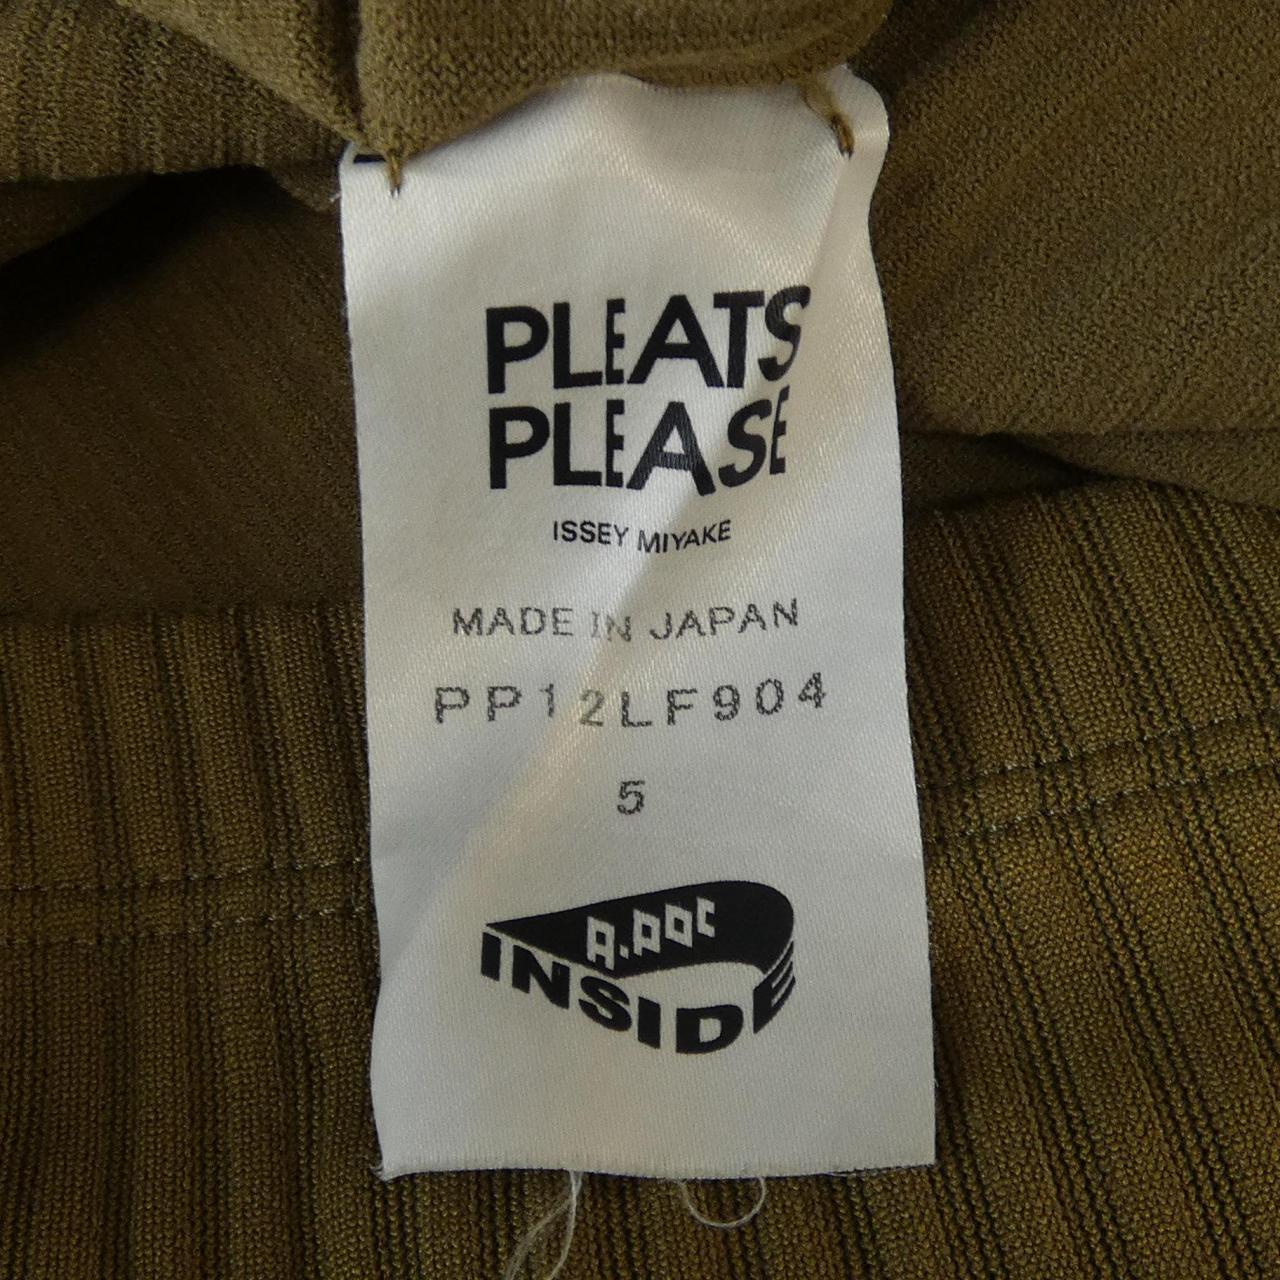 PLEATS
PLEASE
ISSEY MIYAKE
MADE IN JAPAN
PP12LF904
5
A.POC
INSIDE